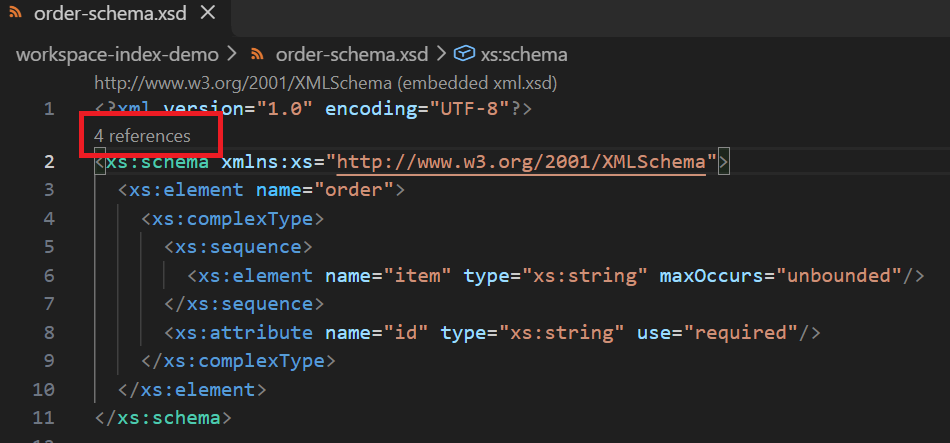 order-schema.xsd
workspace-index-demo > order-schema.xsd > xs:schema
http://www.w3.org/2001/XMLSchema (embedded xml.xsd)
1 <?xml version="1.0" encoding="UTF-8"?>
4 references
2 <xs:schema xmlns:xs="http://www.w3.org/2001/XMLSchema">
3 <xs:element name="order">
4 <xs:complexType>
5 <xs:sequence>
6 <xs:element name="item" type="xs:string" maxOccurs="unbounded"/>
7 </xs:sequence>
8 <xs:attribute name="id" type="xs:string" use="required"/>
9 </xs:complexType>
10 </xs:element>
11 </xs:schema>